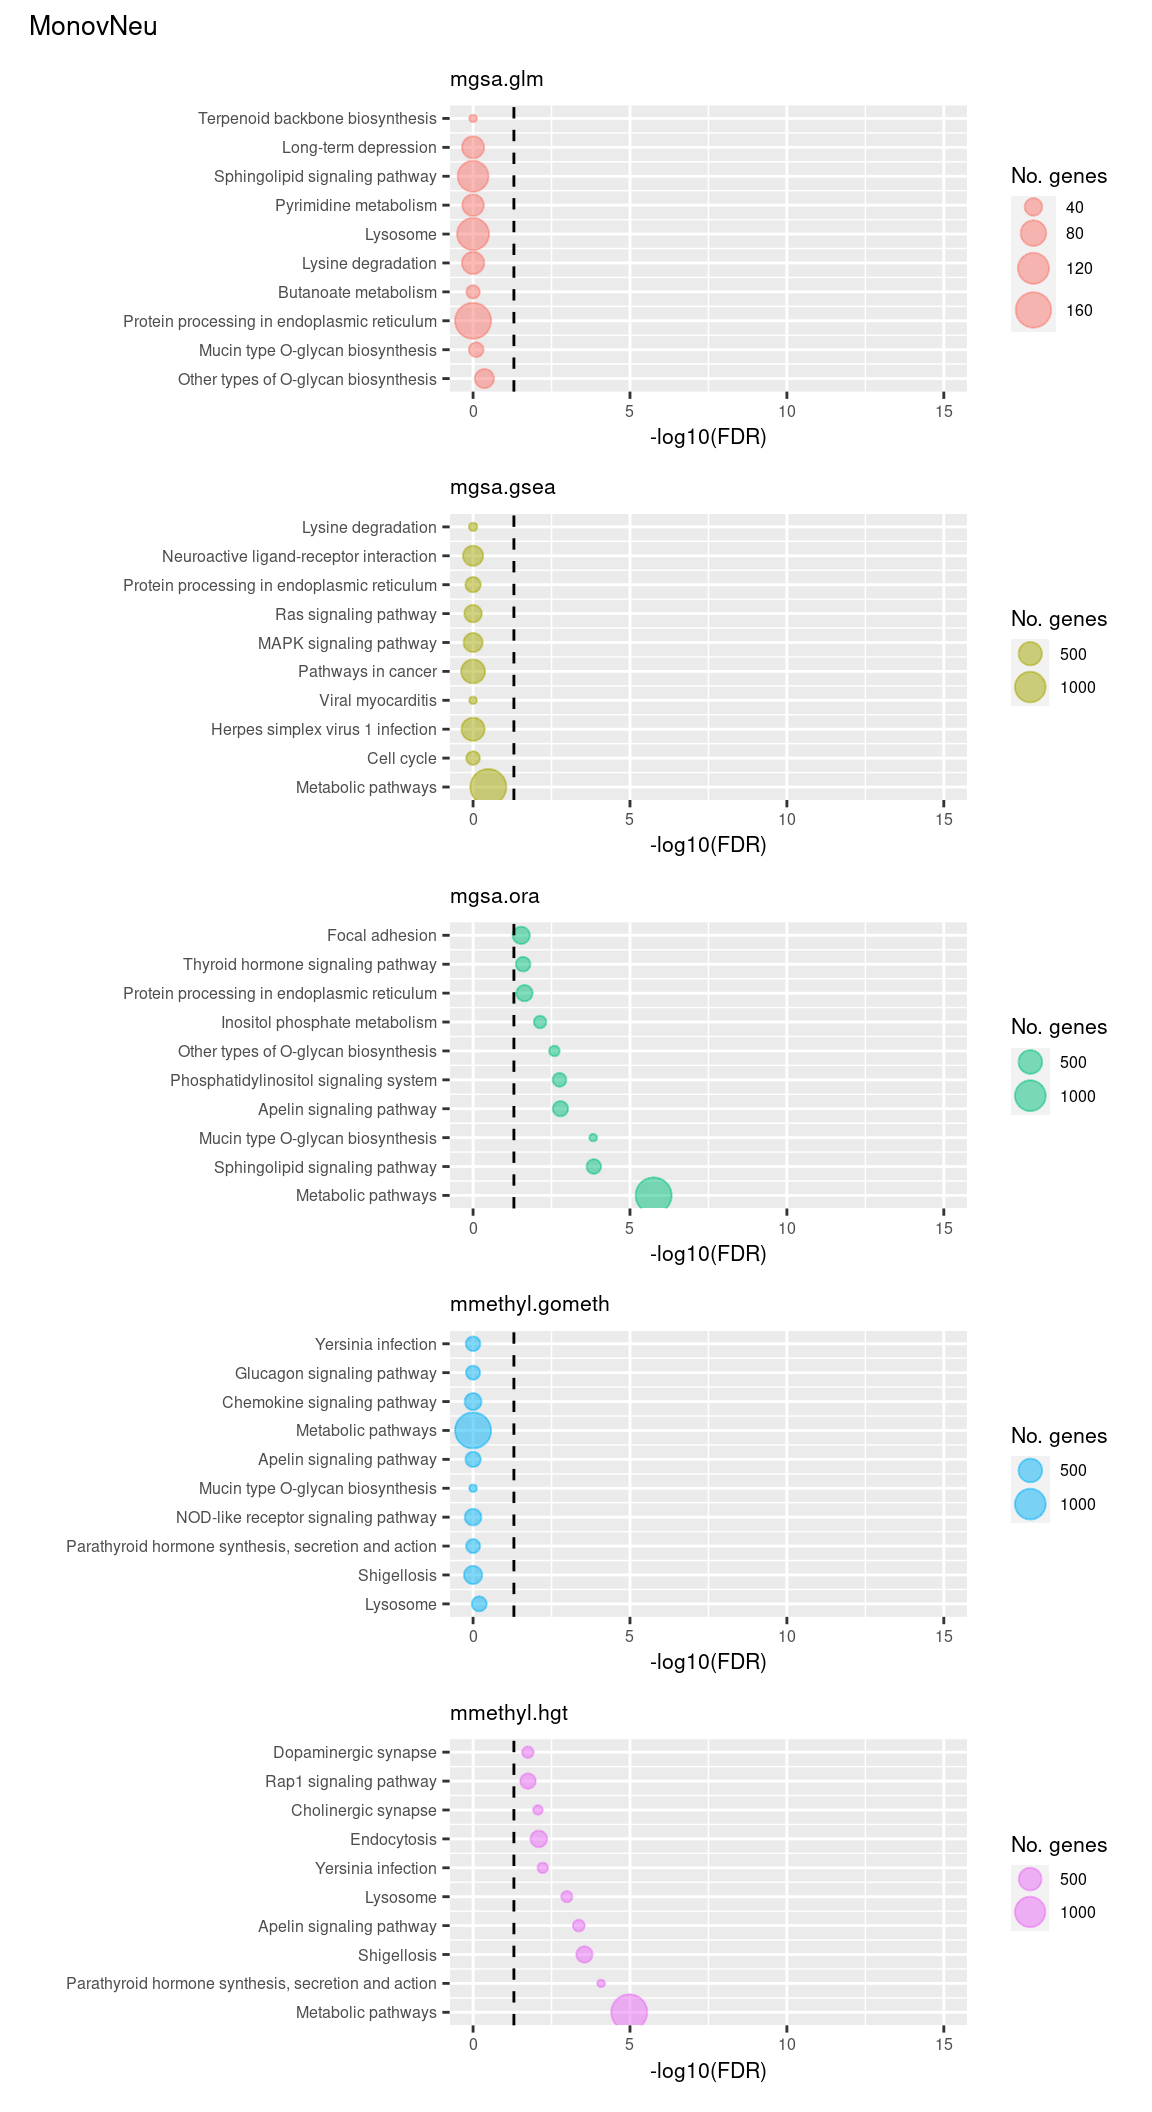 MonovNeu
mgsa.glm
Terpenoid backbone biosynthesis
Long-term depression
Sphingolipid signaling pathway
Pyrimidine metabolism
Lysosome
Lysine degradation
Butanoate metabolism
Protein processing in endoplasmic reticulum
Mucin type O-glycan biosynthesis
Other types of O-glycan biosynthesis
0 5 10 15
-log10(FDR)
No. genes
40
80
120
160
mgsa.gsea
Lysine degradation
Neuroactive ligand-receptor interaction
Protein processing in endoplasmic reticulum
Ras signaling pathway
MAPK signaling pathway
Pathways in cancer
Viral myocarditis
Herpes simplex virus 1 infection
Cell cycle
Metabolic pathways
0 5 10 15
-log10(FDR)
No. genes
500
1000
mgsa.ora
Focal adhesion
Thyroid hormone signaling pathway
Protein processing in endoplasmic reticulum
Inositol phosphate metabolism
Other types of O-glycan biosynthesis
Phosphatidylinositol signaling system
Apelin signaling pathway
Mucin type O-glycan biosynthesis
Sphingolipid signaling pathway
Metabolic pathways
0 5 10 15
-log10(FDR)
No. genes
500
1000
mmethyl.gometh
Yersinia infection
Glucagon signaling pathway
Chemokine signaling pathway
Metabolic pathways
Apelin signaling pathway
Mucin type O-glycan biosynthesis
NOD-like receptor signaling pathway
Parathyroid hormone synthesis, secretion and action
Shigellosis
Lysosome
0 5 10 15
-log10(FDR)
No. genes
500
1000
mmethyl.hgt
Dopaminergic synapse
Rap1 signaling pathway
Cholinergic synapse
Endocytosis
Yersinia infection
Lysosome
Apelin signaling pathway
Shigellosis
Parathyroid hormone synthesis, secretion and action
Metabolic pathways
0 5 10 15
-log10(FDR)
No. genes
500
1000